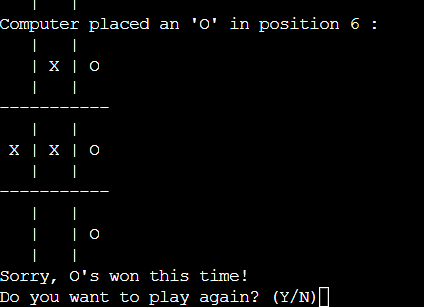 |   |
Computer placed an 'O' in position 6 :
   |   |
   | X | O
   |   |
-----------
   |   |
 X | X | O
   |   |
-----------
   |   |
   |   | O
   |   |
Sorry, O's won this time!
Do you want to play again? (Y/N)